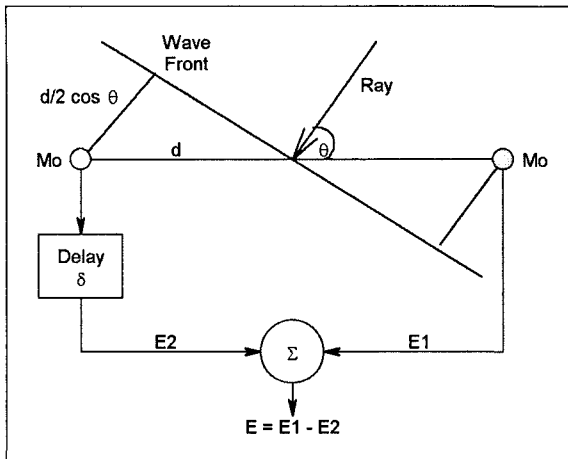 Wave
Front
d/2 cos θ
Ray
Mo
d
θ
Mo
Delay
δ
E2
Σ
E1
E = E1 - E2